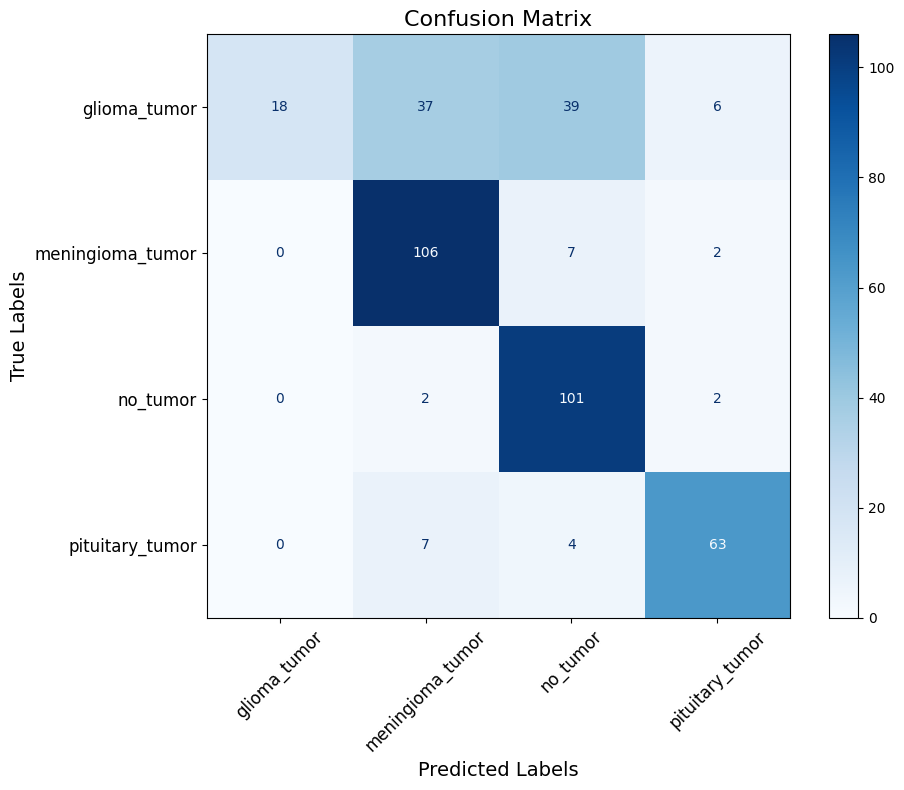 Confusion Matrix
True Labels
glioma_tumor 18 37 39 6
meningioma_tumor 0 106 7 2
no_tumor 0 2 101 2
pituitary_tumor 0 7 4 63
glioma_tumor meningioma_tumor no_tumor pituitary_tumor
Predicted Labels
100
80
60
40
20
0